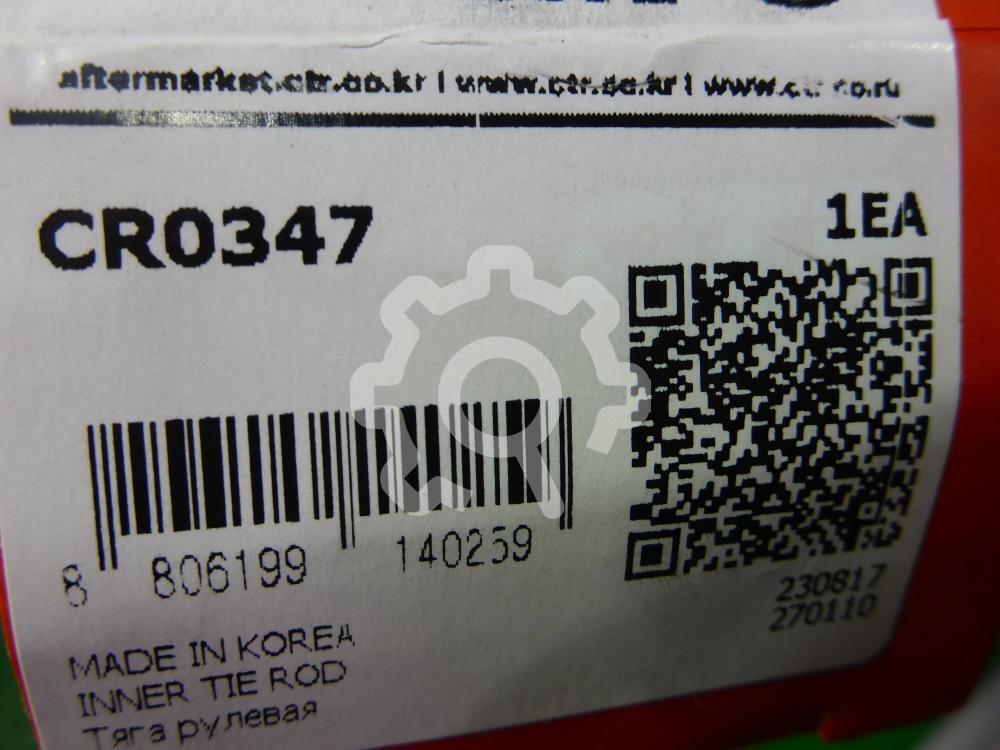 aftermarket.ctr.co.kr | www.ctr.co.kr | www.ctr.co.ru
CR0347
1EA
8 806199 140259
230817
270110
MADE IN KOREA
INNER TIE ROD
Тяга рулевая